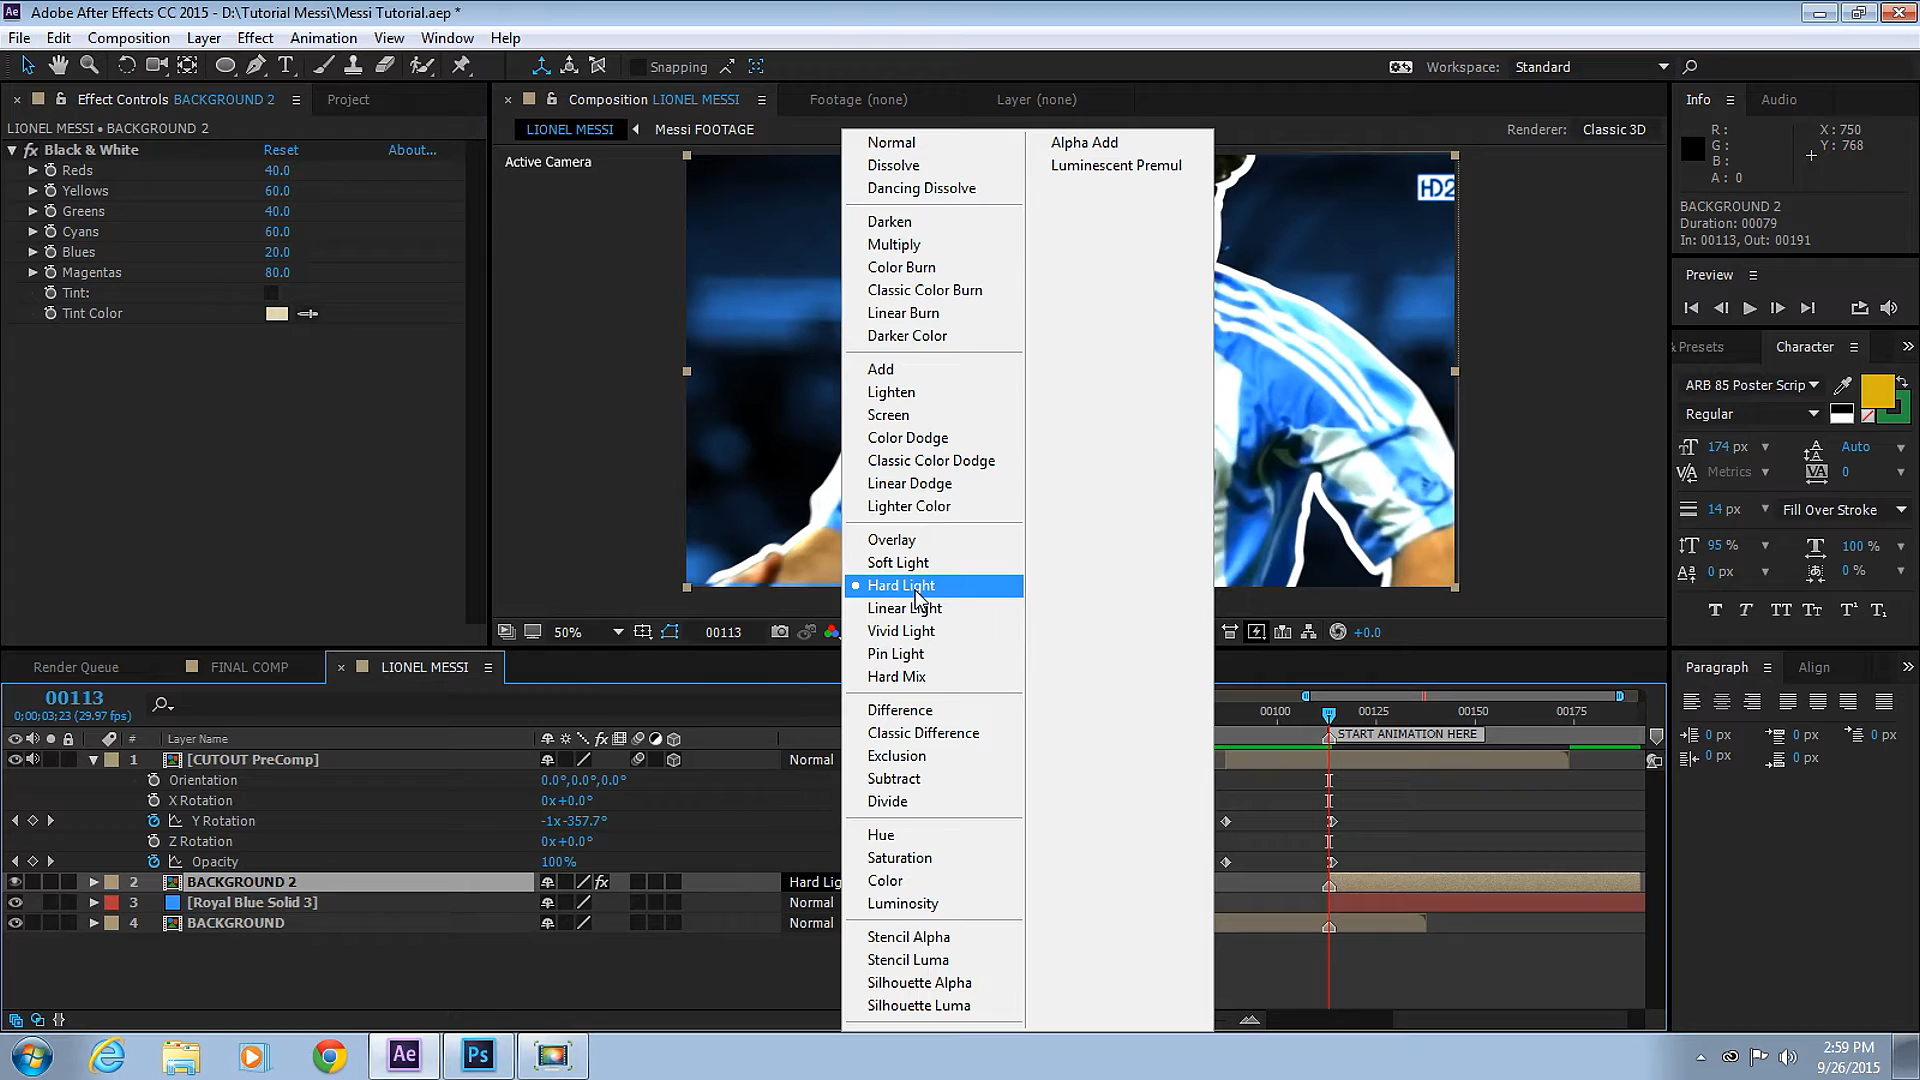 Ae Adobe After Effects CC 2015 - D:\Tutorial Messi\Messi Tutorial.aep *
File Edit Composition Layer Effect Animation View Window Help
Snapping Workspace: Standard
Effect Controls BACKGROUND 2 Project
Composition LIONEL MESSI Footage (none) Layer (none)
Info Audio
LIONEL MESSI • BACKGROUND 2
LIONEL MESSI Messi FOOTAGE Renderer: Classic 3D
Active Camera
fx Black & White Reset About...
Reds 40.0
Yellows 60.0
Greens 40.0
Cyans 60.0
Blues 20.0
Magentas 80.0
Tint:
Tint Color
Normal
Dissolve
Dancing Dissolve
Darken
Multiply
Color Burn
Classic Color Burn
Linear Burn
Darker Color
Add
Lighten
Screen
Color Dodge
Classic Color Dodge
Linear Dodge
Lighter Color
Overlay
Soft Light
Hard Light
Linear Light
Vivid Light
Pin Light
Hard Mix
Difference
Classic Difference
Exclusion
Subtract
Divide
Hue
Saturation
Color
Luminosity
Stencil Alpha
Stencil Luma
Silhouette Alpha
Silhouette Luma
Alpha Add
Luminescent Premul
HD2
R: X: 750
G: Y: 768
B:
A: 0
BACKGROUND 2
Duration: 00079
In: 00113, Out: 00191
Preview
Presets Character
ARB 85 Poster Scrip
Regular
174 px Auto
Metrics 0
14 px Fill Over Stroke
95 % 100 %
0 px 0 %
T T TT Tt T¹ T₁
50% 00113 +0.0
Render Queue FINAL COMP LIONEL MESSI
Paragraph Align
0 px 0 px 0 px
0 px 0 px
00113
0;00;03;23 (29.97 fps)
00100 00125 00150 00175
START ANIMATION HERE
# Layer Name fx
1 [CUTOUT PreComp] Normal
Orientation 0.0°,0.0°,0.0°
X Rotation 0x+0.0°
Y Rotation -1x-357.7°
Z Rotation 0x+0.0°
Opacity 100%
2 BACKGROUND 2 fx Hard Lig
3 [Royal Blue Solid 3] Normal
4 BACKGROUND Normal
Ae Ps
2:59 PM
9/26/2015